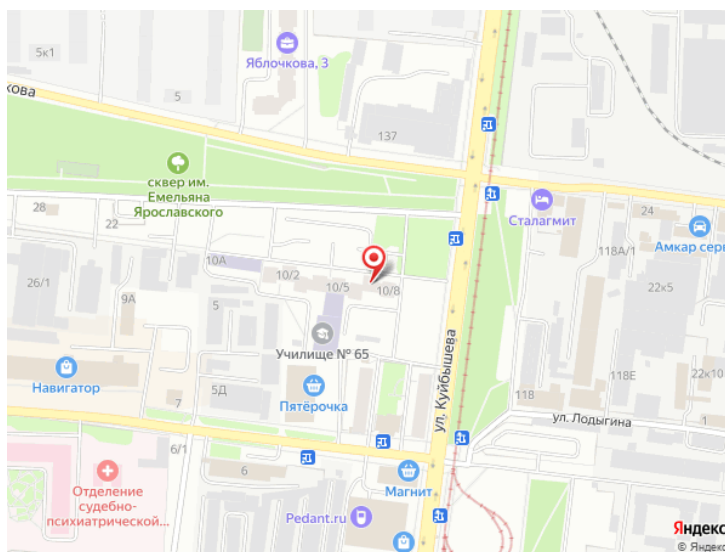 5к1
Яблочкова, 3
5
кова
137
сквер им.
Емельяна
Ярославского
28
22
Сталагмит
24
Амкар серв
118А/1
10А
10/2
10/5
10/8
26/1
9А
5
22к5
Училище № 65
ул. Куйбышева
Навигатор
5Д
Пятёрочка
7
118Е
22к10
118
ул. Лодыгина
1
6/1
6
Отделение
судебно-
психиатрической...
Магнит
Pedant.ru
Яндекс
© Яндекс